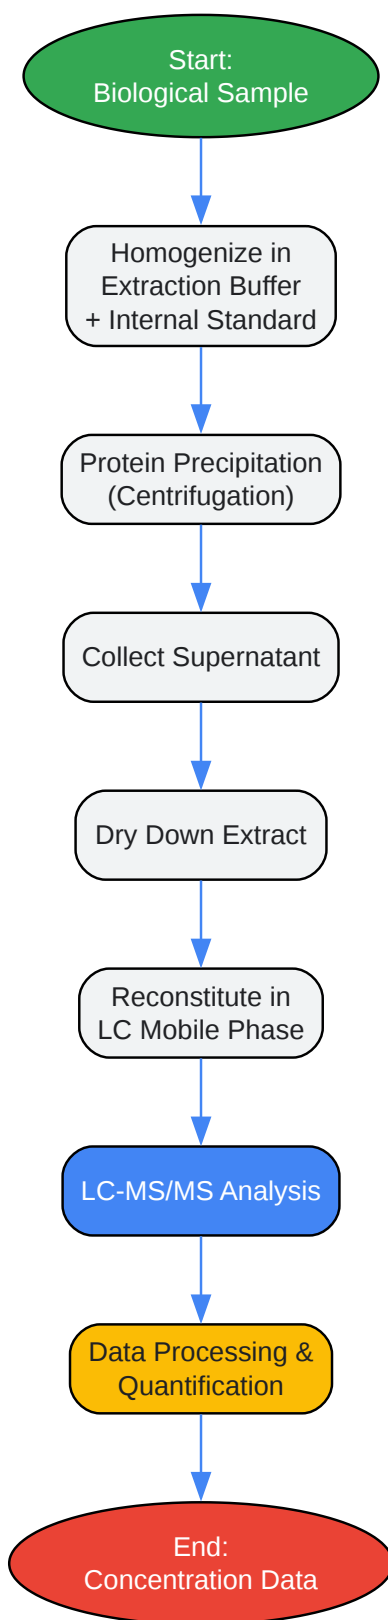 Start:
Biological Sample
Homogenize in
Extraction Buffer
+ Internal Standard
Protein Precipitation
(Centrifugation)
Collect Supernatant
Dry Down Extract
Reconstitute in
LC Mobile Phase
LC-MS/MS Analysis
Data Processing &
Quantification
End:
Concentration Data